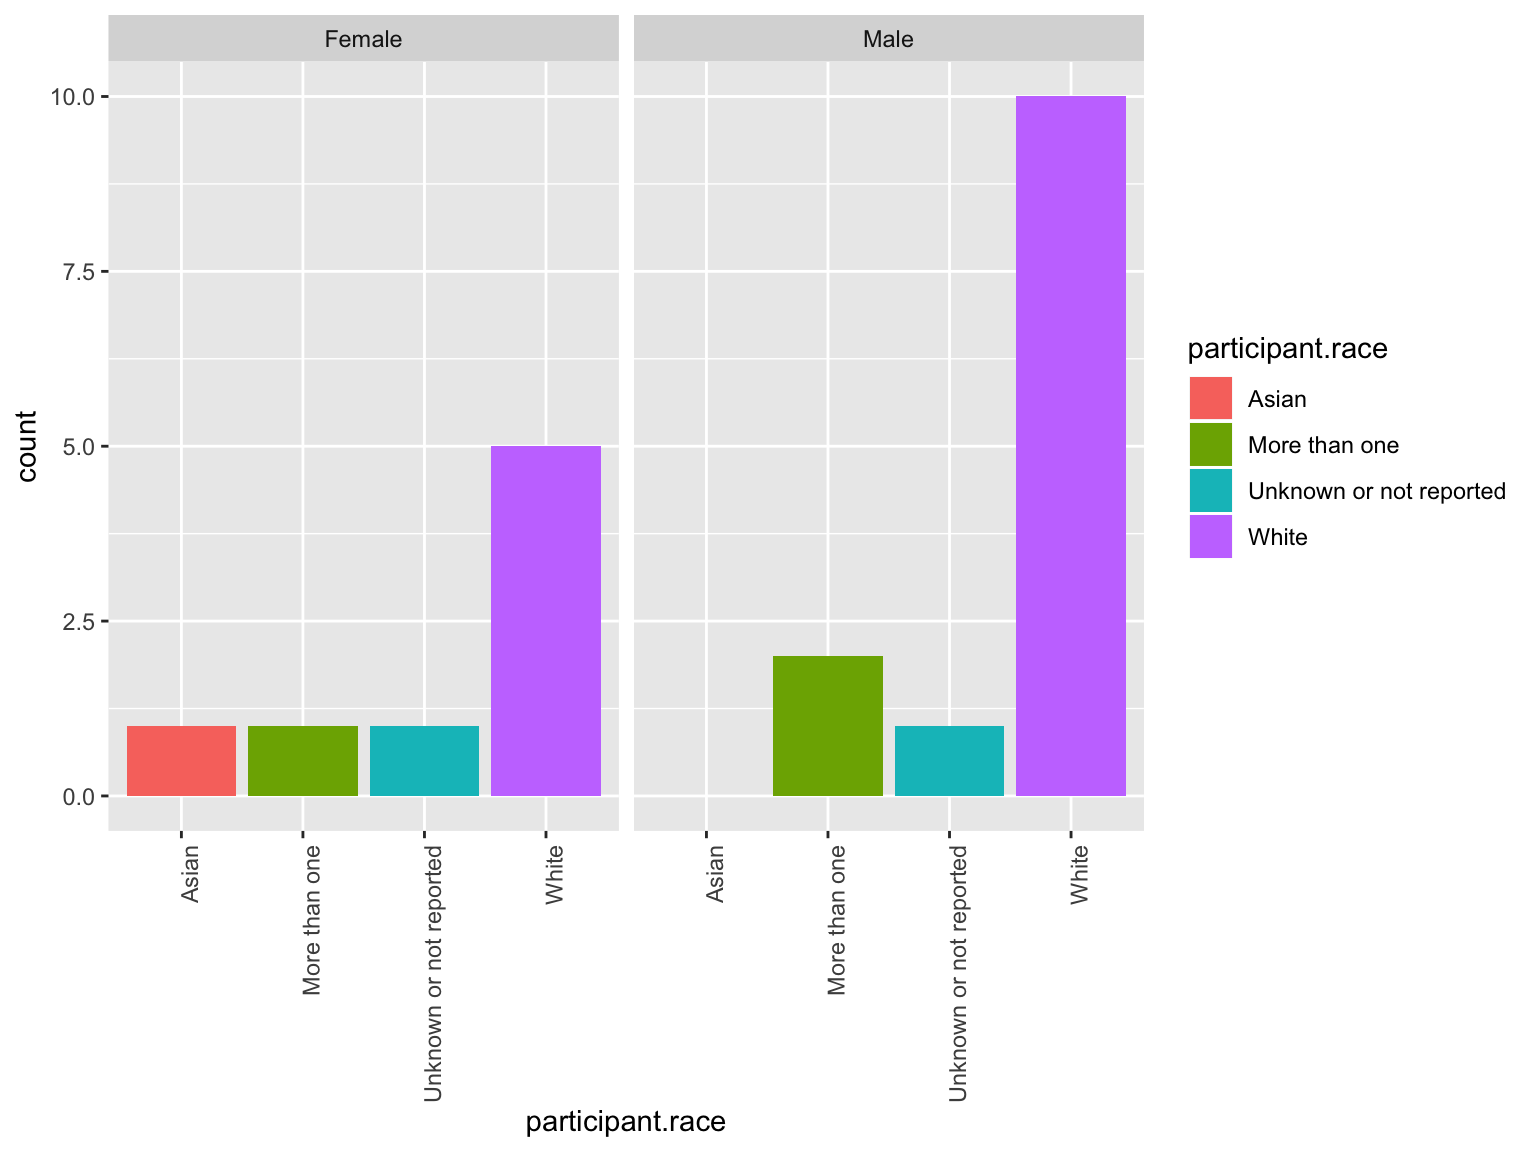 Female
Male
10.0
7.5
5.0
2.5
0.0
count
Asian
More than one
Unknown or not reported
White
Asian
More than one
Unknown or not reported
White
participant.race
participant.race
Asian
More than one
Unknown or not reported
White